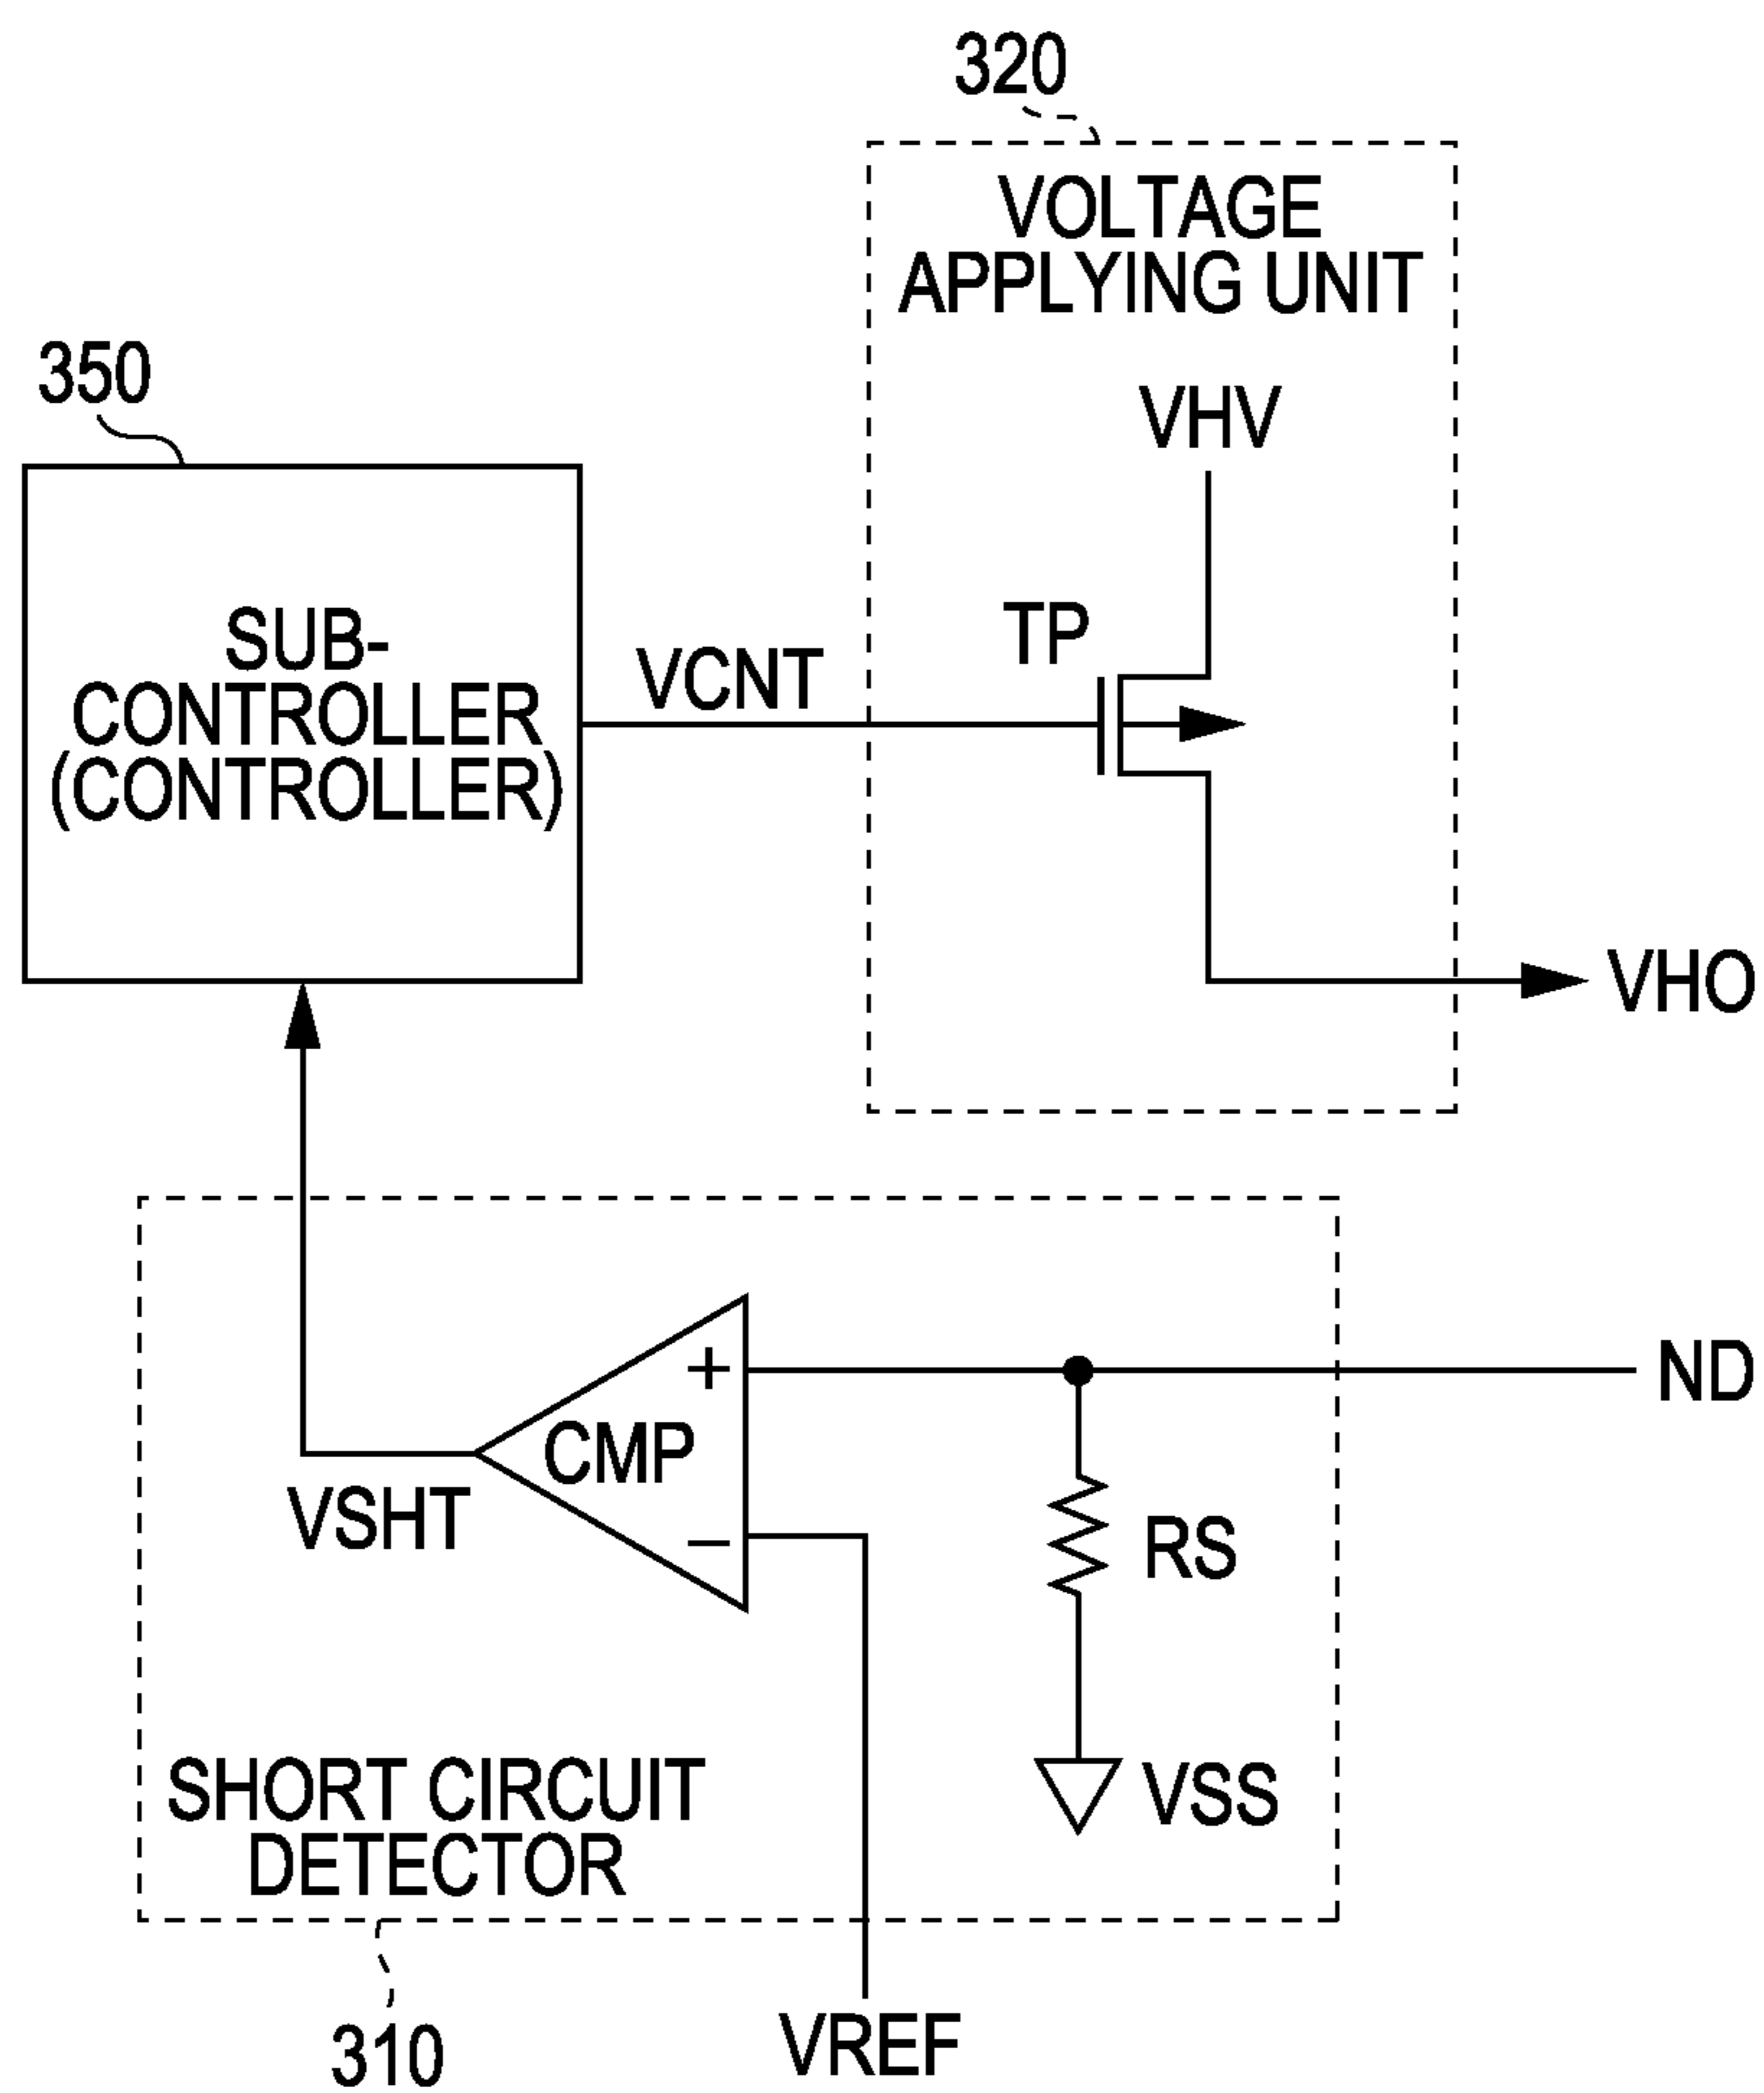 320
VOLTAGE
APPLYING UNIT
VHV
350
SUB-
CONTROLLER
(CONTROLLER)
VCNT
TP
VHO
ND
+
CMP
−
VSHT
RS
VSS
SHORT CIRCUIT
DETECTOR
310
VREF